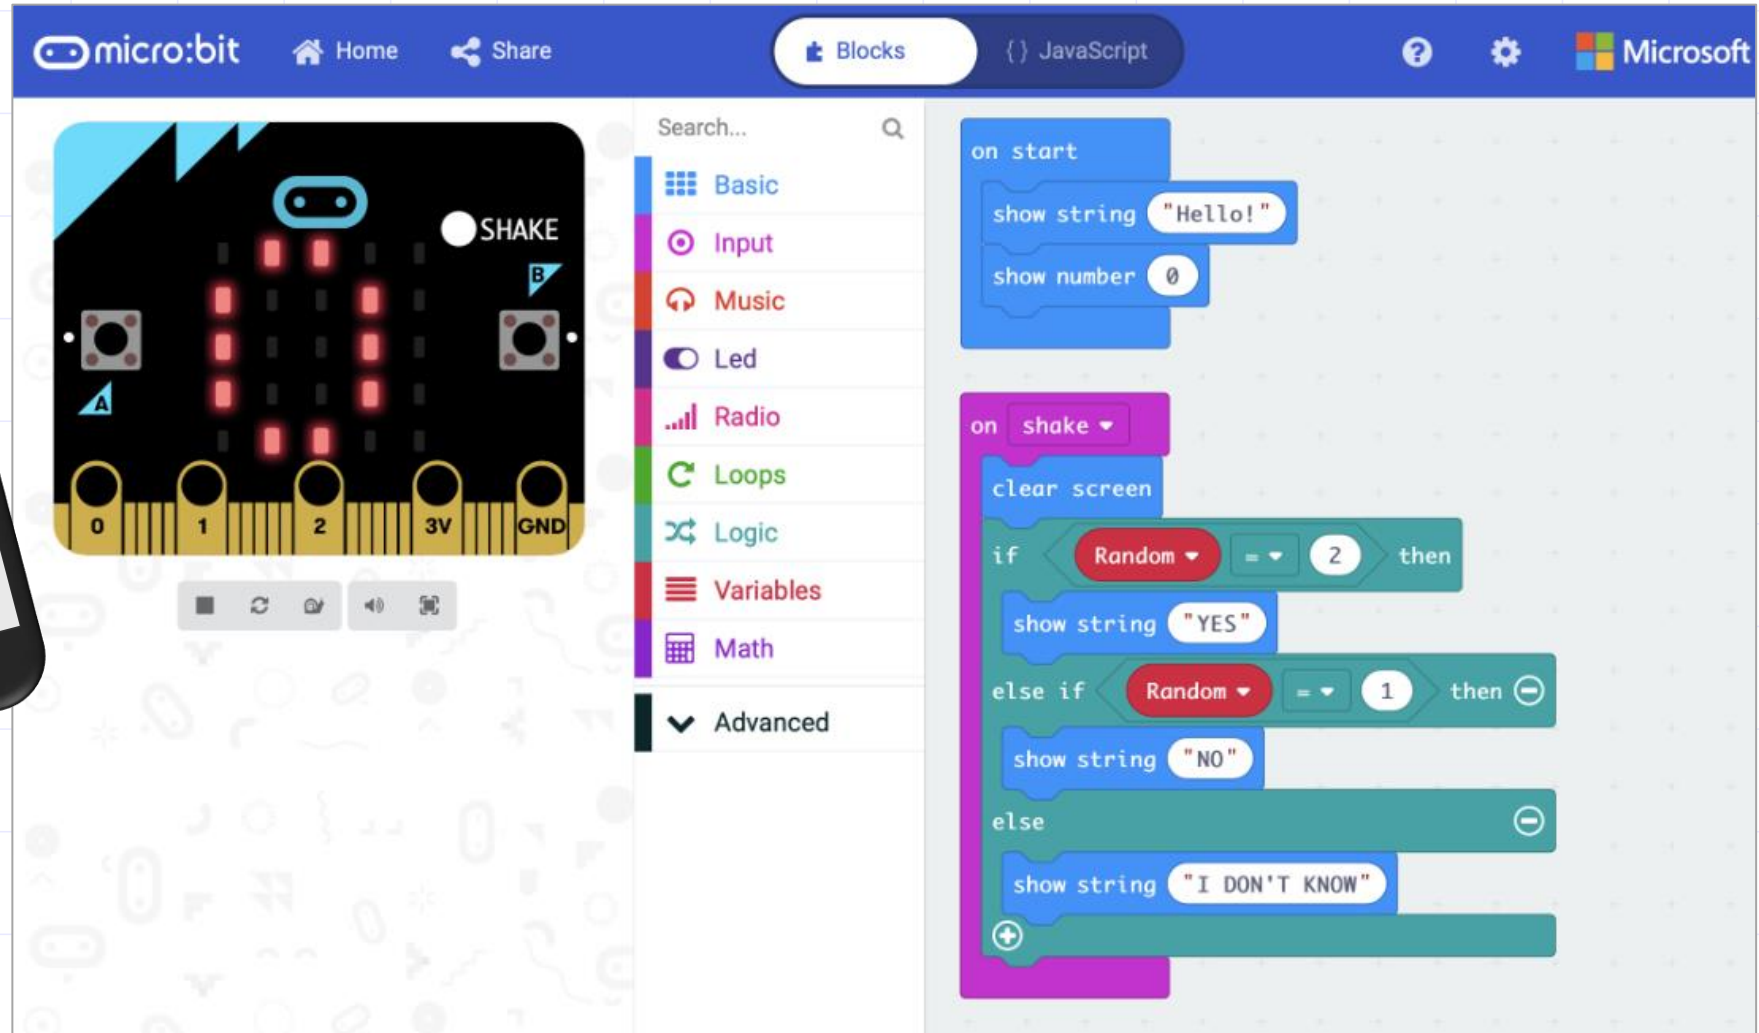 micro:bit Home Share Blocks { } JavaScript ? Microsoft
SHAKE
B
A
0 1 2 3V GND
Search...
Basic
Input
Music
Led
Radio
Loops
Logic
Variables
Math
Advanced
on start
show string "Hello!"
show number 0
on shake
clear screen
if Random = 2 then
show string "YES"
else if Random = 1 then
show string "NO"
else
show string "I DON'T KNOW"